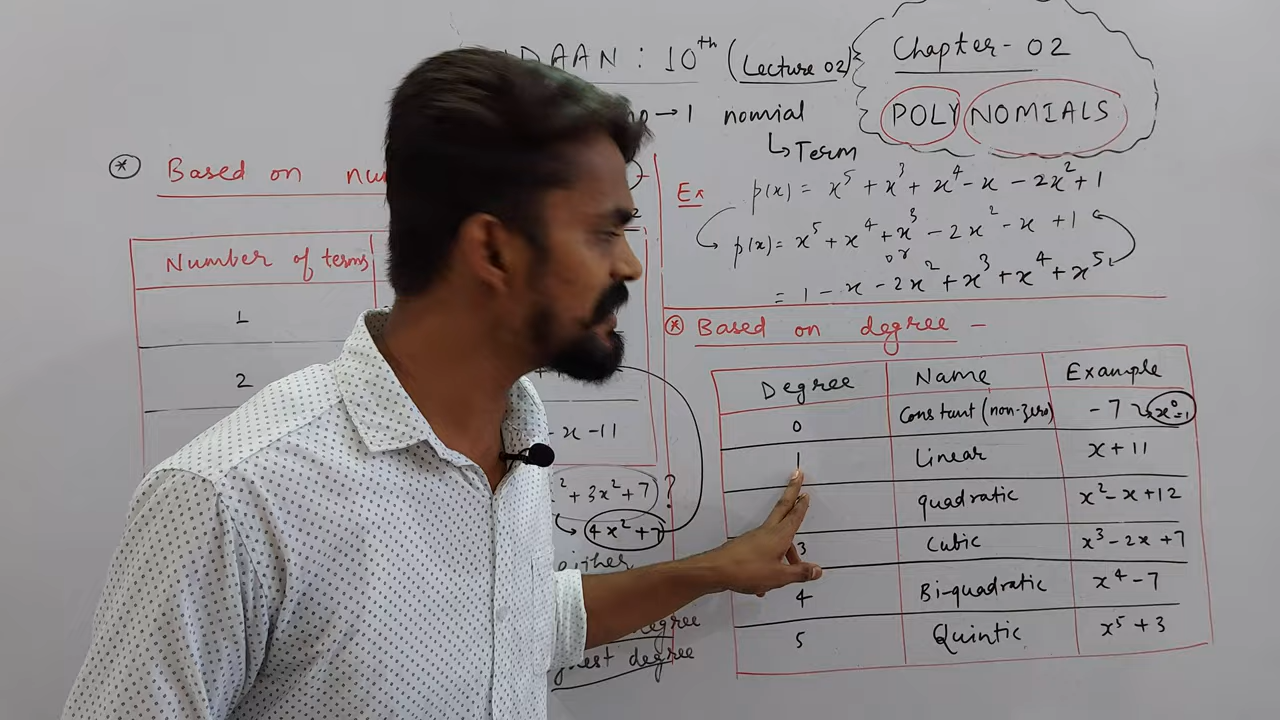 DAAN : 10th (Lecture 02)
Chapter - 02
POLYNOMIALS
→ 1 nomial
↳ Term
* Based on
Number of terms
1
2
- x - 11
x² + 3x² + 7 ?
→ 4x² + 7
either
degree
degree
Ex p(x) = x⁵ + x³ + x⁴ - x - 2x² + 1
p(x) = x⁵ + x⁴ + x³ - 2x² - x + 1
or
= 1 - x - 2x² + x³ + x⁴ + x⁵
* Based on degree -
Degree Name Example
0 Constant (non-zero) - 7 → x⁰=1
1 Linear x + 11
quadratic x² - x + 12
3 Cubic x³ - 2x + 7
4 Bi-quadratic x⁴ - 7
5 Quintic x⁵ + 3